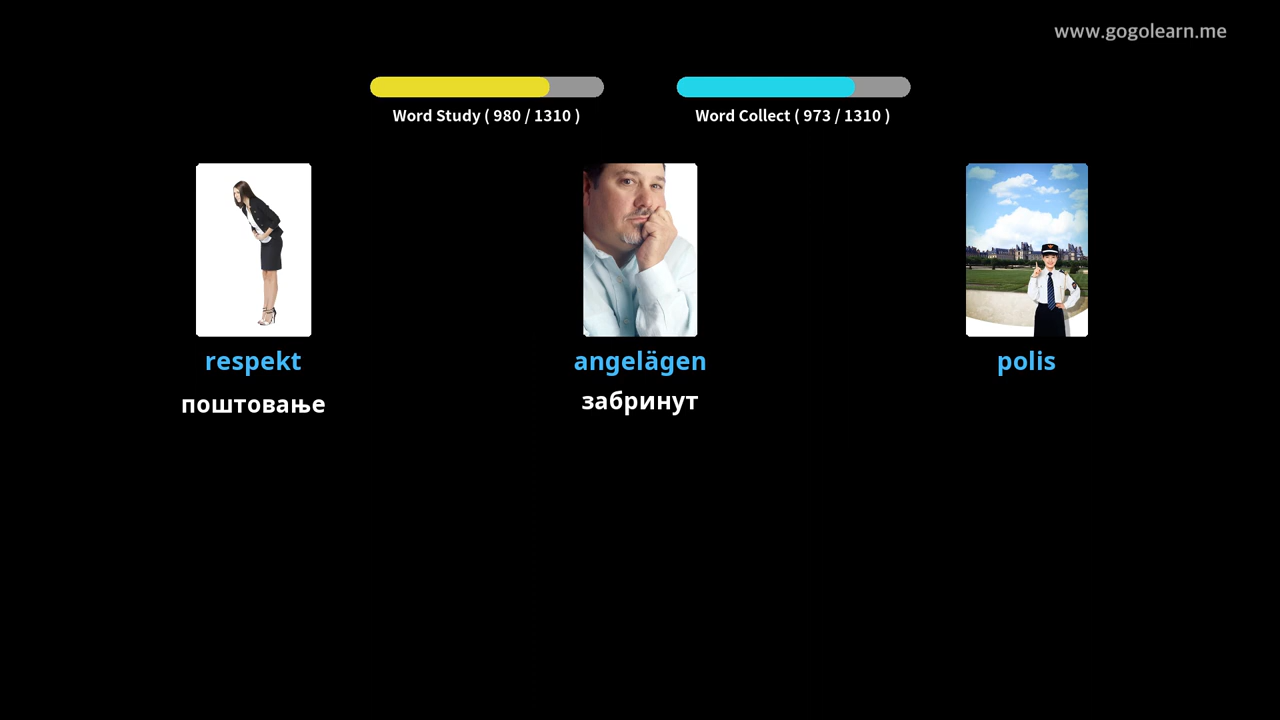 www.gogolearn.me
Word Study ( 980 / 1310 )
Word Collect ( 973 / 1310 )
respekt
поштовање
angelägen
забринут
polis